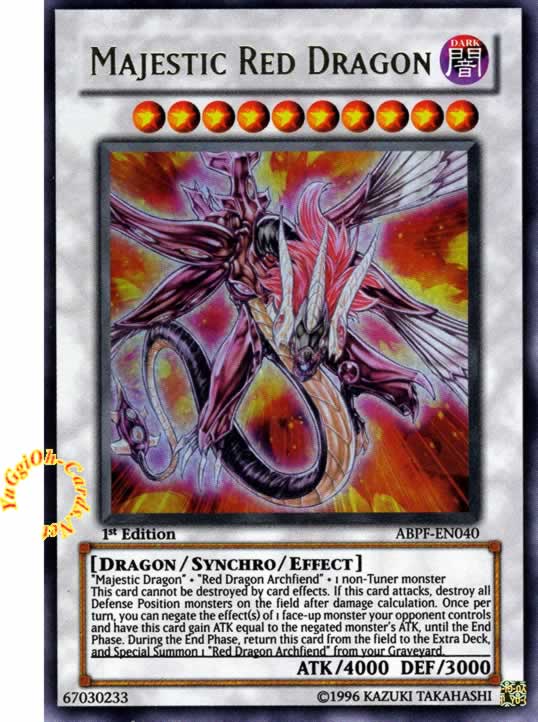 MAJESTIC RED DRAGON
DARK
闇
YuGgiOh-Cards.Net
1st Edition
ABPF-EN040
[DRAGON/SYNCHRO/EFFECT]
"Majestic Dragon" + "Red Dragon Archfiend" + 1 non-Tuner monster
This card cannot be destroyed by card effects. If this card attacks, destroy all
Defense Position monsters on the field after damage calculation. Once per
turn, you can negate the effect(s) of 1 face-up monster your opponent controls
and have this card gain ATK equal to the negated monster's ATK, until the End
Phase. During the End Phase, return this card from the field to the Extra Deck,
and Special Summon 1 "Red Dragon Archfiend" from your Graveyard.
ATK/4000 DEF/3000
67030233
©1996 KAZUKI TAKAHASHI